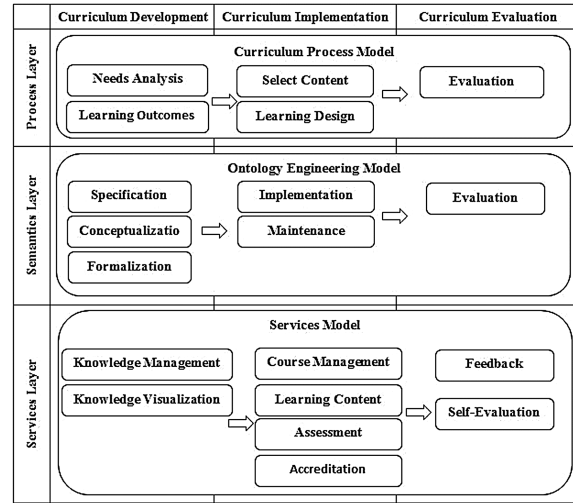 Curriculum Development Curriculum Implementation Curriculum Evaluation
Process Layer
Curriculum Process Model
Needs Analysis Select Content Evaluation
Learning Outcomes Learning Design
Semantics Layer
Ontology Engineering Model
Specification Implementation Evaluation
Conceptualizatio Maintenance
Formalization
Services Layer
Services Model
Knowledge Management Course Management Feedback
Knowledge Visualization Learning Content Self-Evaluation
Assessment
Accreditation